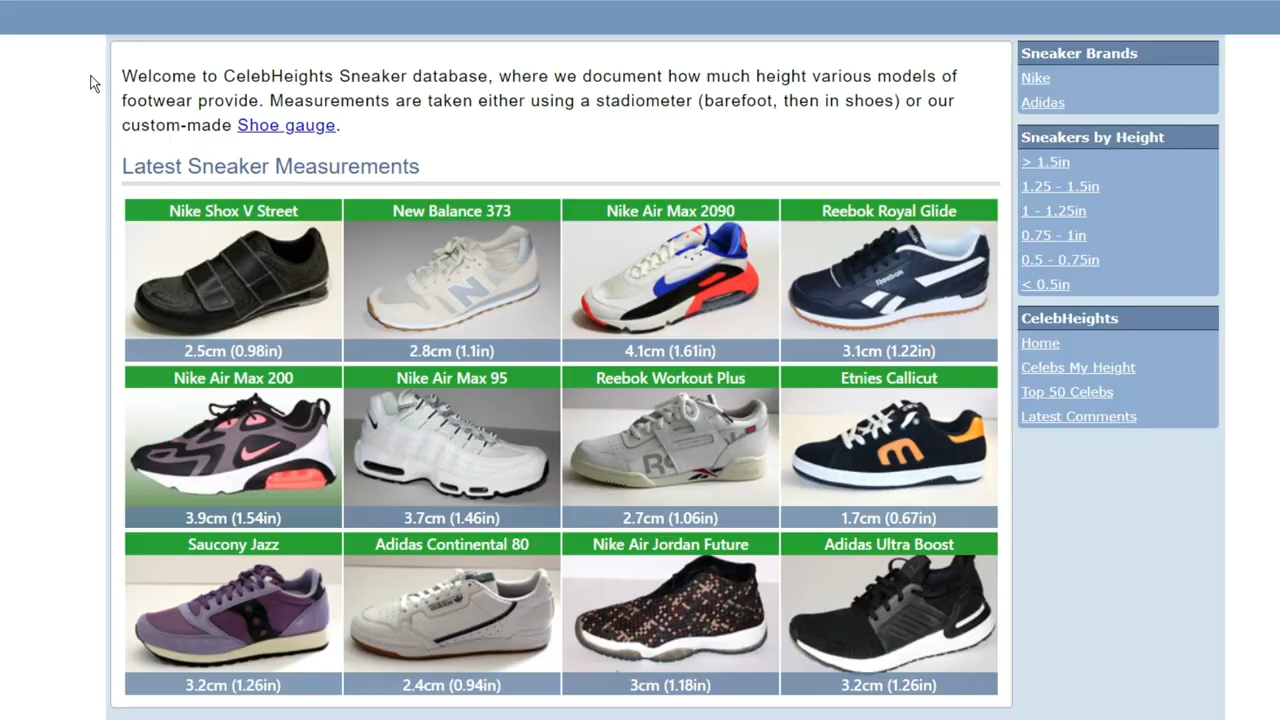 Welcome to CelebHeights Sneaker database, where we document how much height various models of
footwear provide. Measurements are taken either using a stadiometer (barefoot, then in shoes) or our
custom-made Shoe gauge.
Latest Sneaker Measurements
Nike Shox V Street
New Balance 373
Nike Air Max 2090
Reebok Royal Glide
N
Reebok
2.5cm (0.98in)
2.8cm (1.1in)
4.1cm (1.61in)
3.1cm (1.22in)
Nike Air Max 200
Nike Air Max 95
Reebok Workout Plus
Etnies Callicut
3.9cm (1.54in)
3.7cm (1.46in)
2.7cm (1.06in)
1.7cm (0.67in)
Saucony Jazz
Adidas Continental 80
Nike Air Jordan Future
Adidas Ultra Boost
3.2cm (1.26in)
2.4cm (0.94in)
3cm (1.18in)
3.2cm (1.26in)
Sneaker Brands
Nike
Adidas
Sneakers by Height
> 1.5in
1.25 - 1.5in
1 - 1.25in
0.75 - 1in
0.5 - 0.75in
< 0.5in
CelebHeights
Home
Celebs My Height
Top 50 Celebs
Latest Comments